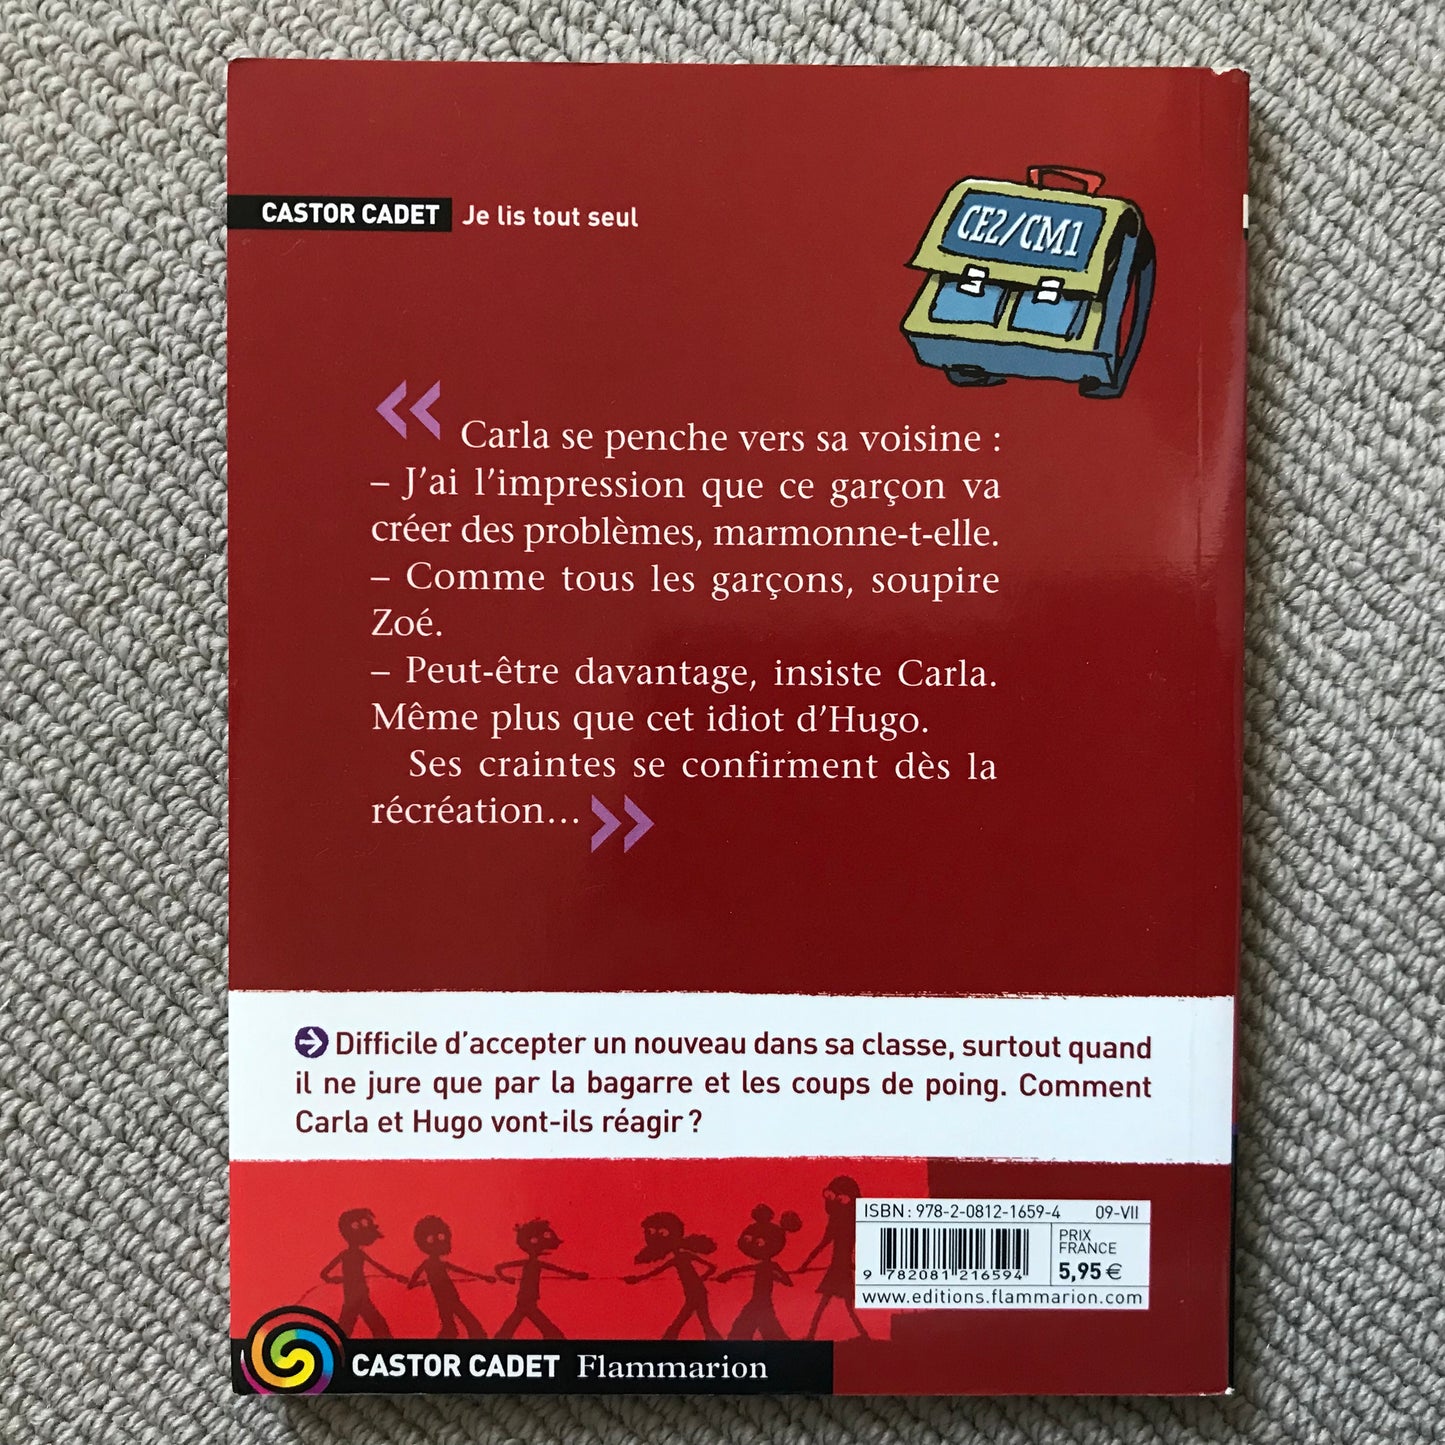 CASTOR CADET Je lis tout seul
CE2/CM1
« Carla se penche vers sa voisine :
– J'ai l'impression que ce garçon va
créer des problèmes, marmonne-t-elle.
– Comme tous les garçons, soupire
Zoé.
– Peut-être davantage, insiste Carla.
Même plus que cet idiot d'Hugo.
Ses craintes se confirment dès la
récréation… »
Difficile d'accepter un nouveau dans sa classe, surtout quand
il ne jure que par la bagarre et les coups de poing. Comment
Carla et Hugo vont-ils réagir ?
ISBN : 978-2-0812-1659-4 09-VII
PRIX
FRANCE
5,95 €
9 782081 216594
www.editions.flammarion.com
CASTOR CADET Flammarion